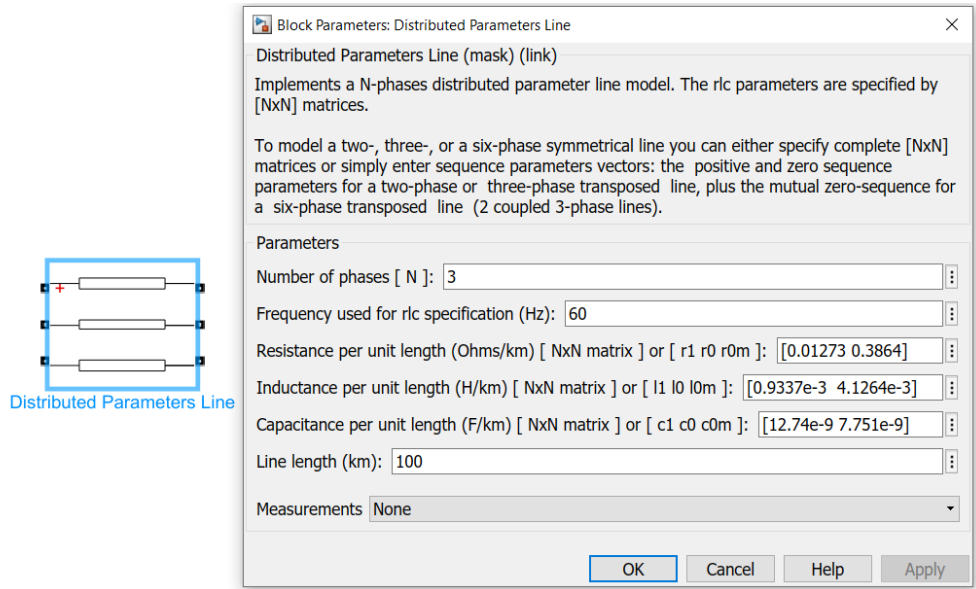 Block Parameters: Distributed Parameters Line
Distributed Parameters Line (mask) (link)
Implements a N-phases distributed parameter line model. The rlc parameters are specified by
[NxN] matrices.
To model a two-, three-, or a six-phase symmetrical line you can either specify complete [NxN]
matrices or simply enter sequence parameters vectors: the positive and zero sequence
parameters for a two-phase or three-phase transposed line, plus the mutual zero-sequence for
a six-phase transposed line (2 coupled 3-phase lines).
Parameters
Number of phases [ N ]: 3
Frequency used for rlc specification (Hz): 60
Resistance per unit length (Ohms/km) [ NxN matrix ] or [ r1 r0 r0m ]: [0.01273 0.3864]
Inductance per unit length (H/km) [ NxN matrix ] or [ l1 l0 l0m ]: [0.9337e-3 4.1264e-3]
Capacitance per unit length (F/km) [ NxN matrix ] or [ c1 c0 c0m ]: [12.74e-9 7.751e-9]
Line length (km): 100
Measurements None
OK Cancel Help Apply
+
Distributed Parameters Line